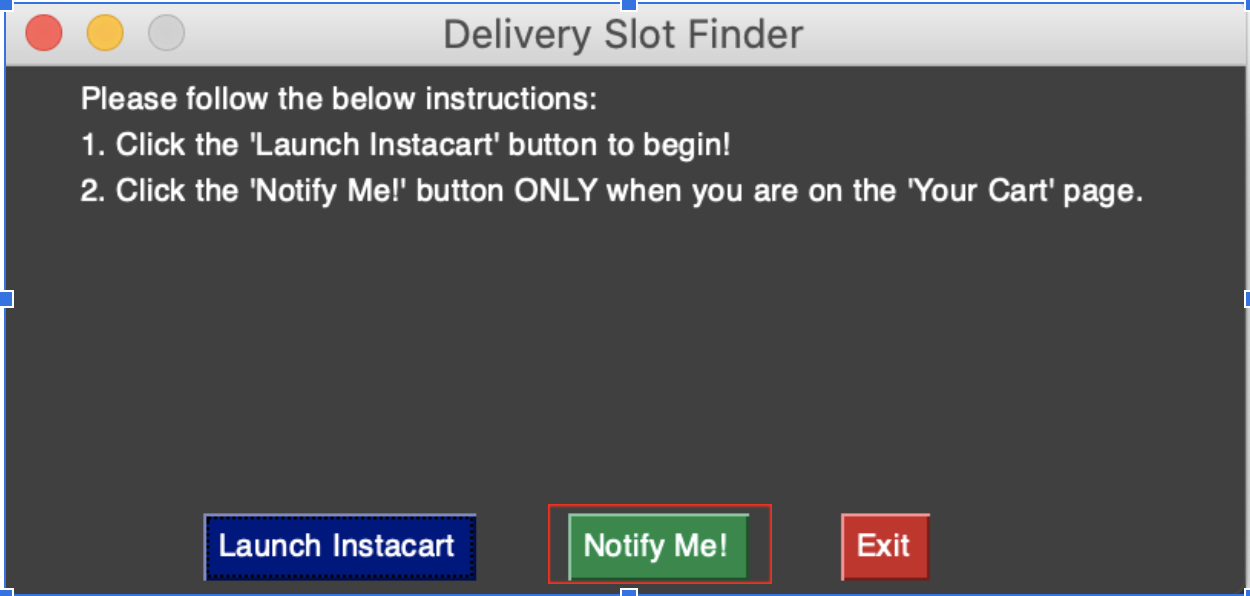 Delivery Slot Finder
Please follow the below instructions:
1. Click the 'Launch Instacart' button to begin!
2. Click the 'Notify Me!' button ONLY when you are on the 'Your Cart' page.
Launch Instacart
Notify Me!
Exit